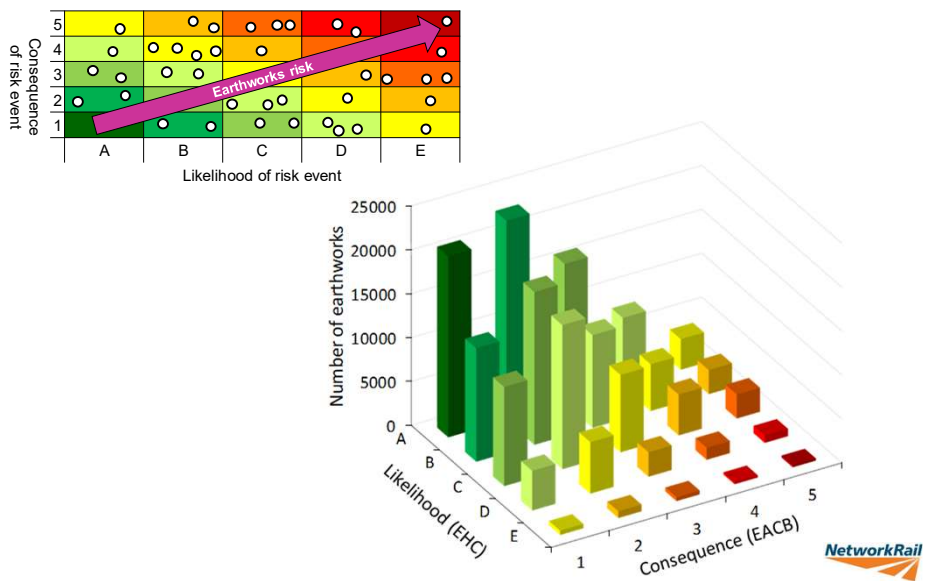 Consequence
of risk event
5
4
3
2
1
Earthworks risk
A B C D E
Likelihood of risk event
Number of earthworks
25000
20000
15000
10000
5000
0
A
B
C
D
E
Likelihood (EHC)
1
2
3
4
5
Consequence (EACB)
NetworkRail